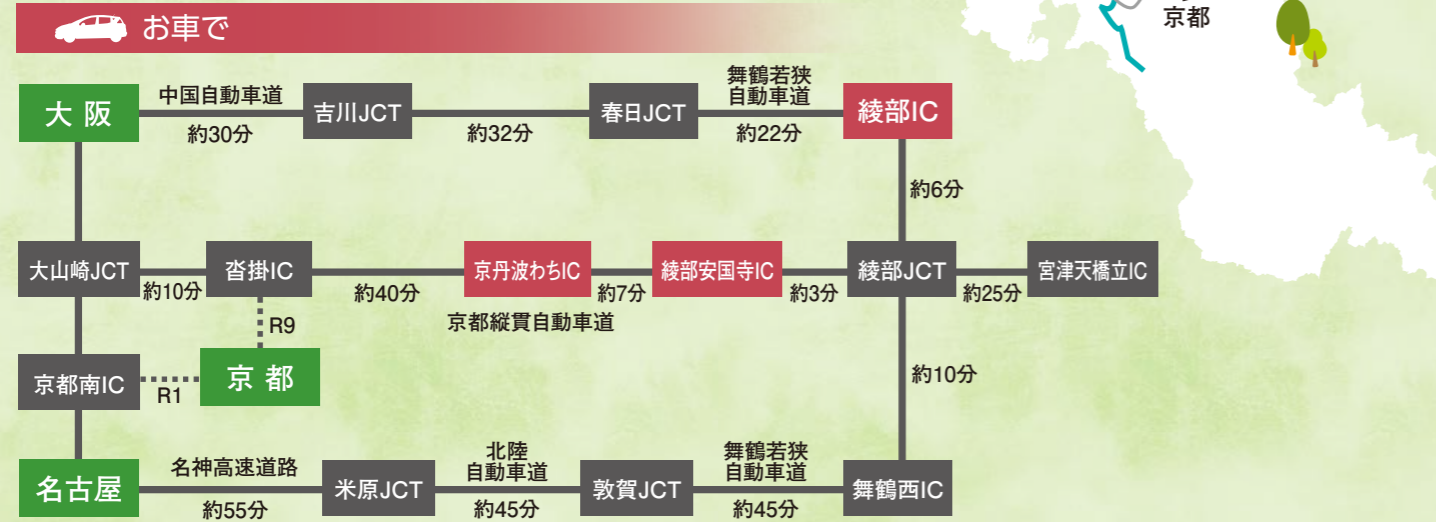 京都
お車で
大阪
中国自動車道
約30分
吉川JCT
約32分
春日JCT
舞鶴若狭
自動車道
約22分
綾部IC
約6分
大山崎JCT
約10分
沓掛IC
約40分
京丹波わちIC
約7分
綾部安国寺IC
約3分
綾部JCT
約25分
宮津天橋立IC
京都縦貫自動車道
R9
京都南IC
R1
京都
約10分
名古屋
名神高速道路
約55分
米原JCT
北陸
自動車道
約45分
敦賀JCT
舞鶴若狭
自動車道
約45分
舞鶴西IC